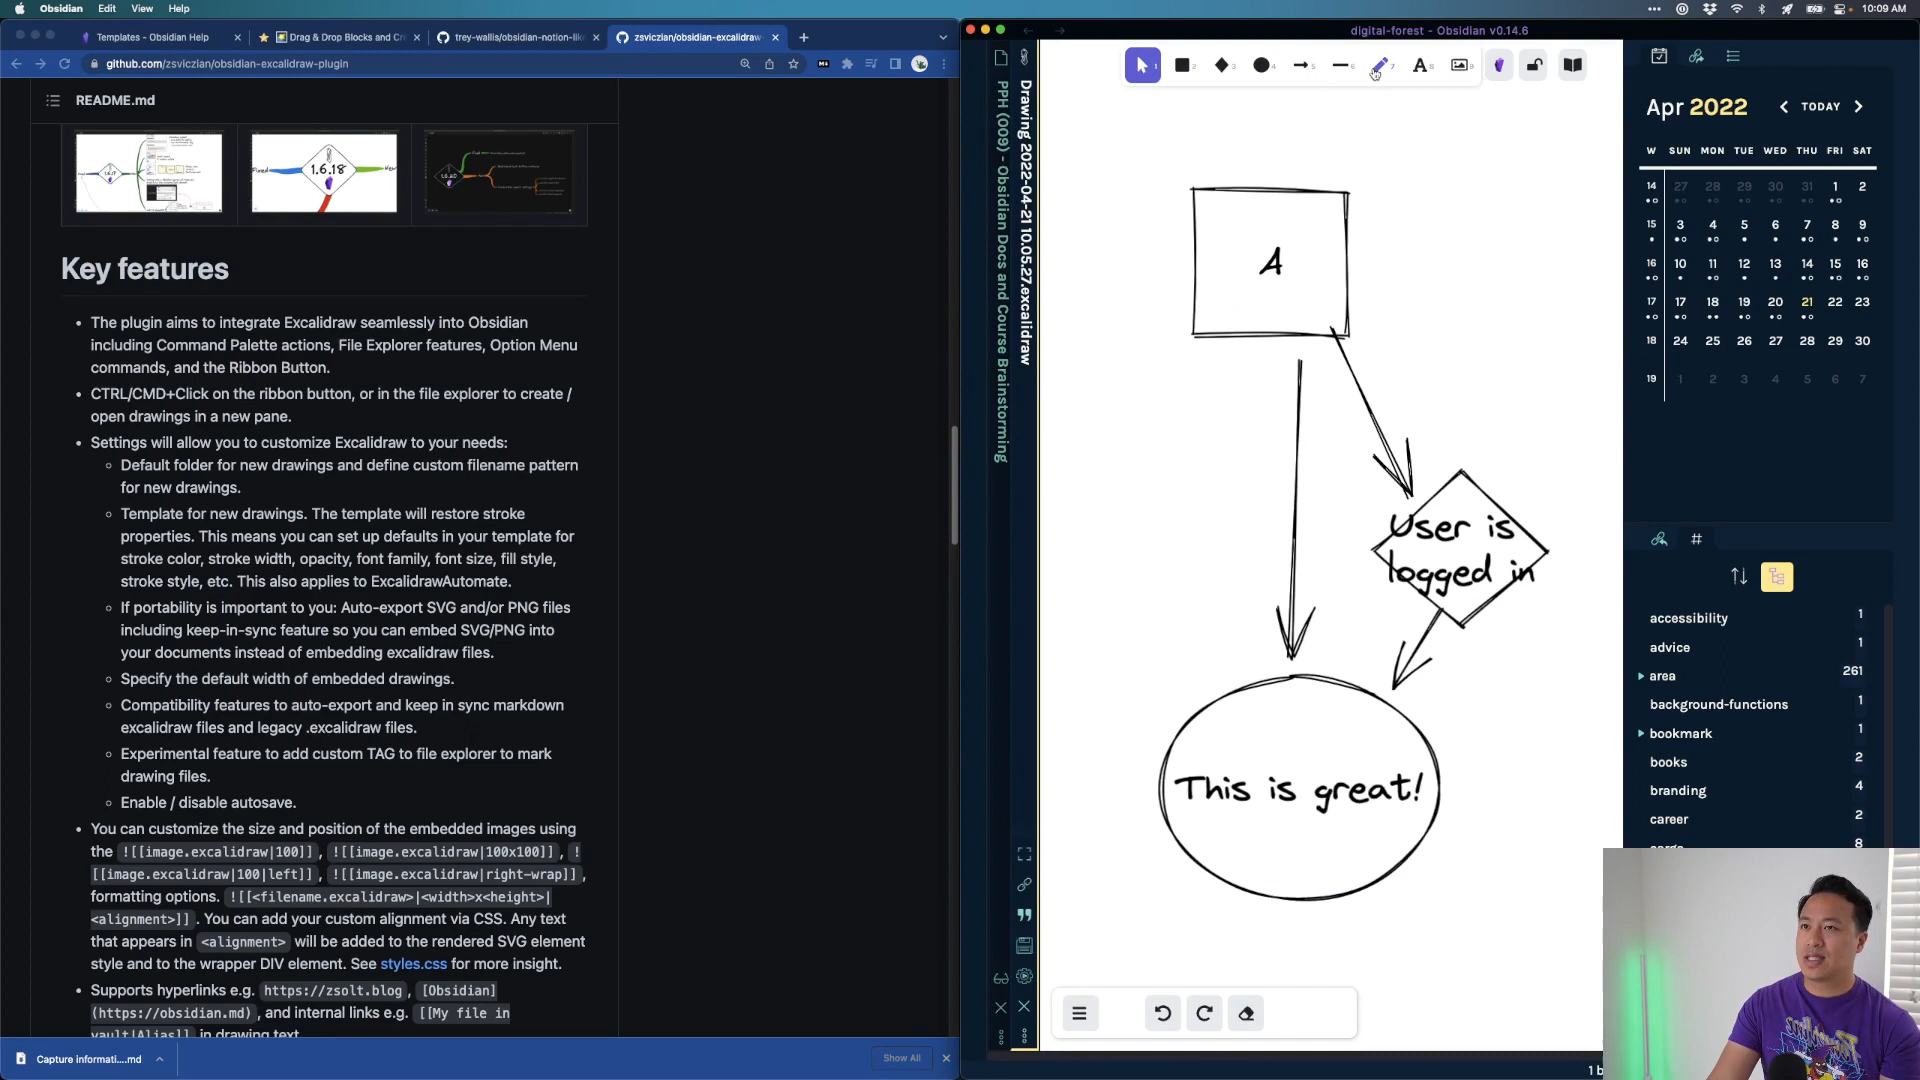 Obsidian Edit View Help
10:09 AM
Templates - Obsidian Help
Drag & Drop Blocks and Cr
trey-wallis/obsidian-notion-lik
zsviczian/obsidian-excalidraw-
github.com/zsviczian/obsidian-excalidraw-plugin
README.md
1.6.18
Key features
The plugin aims to integrate Excalidraw seamlessly into Obsidian
including Command Palette actions, File Explorer features, Option Menu
commands, and the Ribbon Button.
CTRL/CMD+Click on the ribbon button, or in the file explorer to create /
open drawings in a new pane.
Settings will allow you to customize Excalidraw to your needs:
Default folder for new drawings and define custom filename pattern
for new drawings.
Template for new drawings. The template will restore stroke
properties. This means you can set up defaults in your template for
stroke color, stroke width, opacity, font family, font size, fill style,
stroke style, etc. This also applies to ExcalidrawAutomate.
If portability is important to you: Auto-export SVG and/or PNG files
including keep-in-sync feature so you can embed SVG/PNG into
your documents instead of embedding excalidraw files.
Specify the default width of embedded drawings.
Compatibility features to auto-export and keep in sync markdown
excalidraw files and legacy .excalidraw files.
Experimental feature to add custom TAG to file explorer to mark
drawing files.
Enable / disable autosave.
You can customize the size and position of the embedded images using
the ![[image.excalidraw|100]], ![[image.excalidraw|100x100]], !
[[image.excalidraw|100|left]], ![[image.excalidraw|right-wrap]],
formatting options. ![[<filename.excalidraw>|<width>x<height>|
<alignment>]]. You can add your custom alignment via CSS. Any text
that appears in <alignment> will be added to the rendered SVG element
style and to the wrapper DIV element. See styles.css for more insight.
Supports hyperlinks e.g. https://zsolt.blog, [Obsidian]
(https://obsidian.md), and internal links e.g. [[My file in
vault|Alias]] in drawing text.
Capture informati....md
Show All
digital-forest - Obsidian v0.14.6
PPH (009) - Obsidian Docs and Course Brainstorming
Drawing 2022-04-21 10.05.27.excalidraw
1 2 3 4 5 6 7 A 8 9
A
User is
logged in
This is great!
Apr 2022
TODAY
W SUN MON TUE WED THU FRI SAT
14 27 28 29 30 31 1 2
15 3 4 5 6 7 8 9
16 10 11 12 13 14 15 16
17 17 18 19 20 21 22 23
18 24 25 26 27 28 29 30
19 1 2 3 4 5 6 7
#
accessibility 1
advice 1
area 261
background-functions 1
bookmark 1
books 2
branding 4
career 2
8
1 b